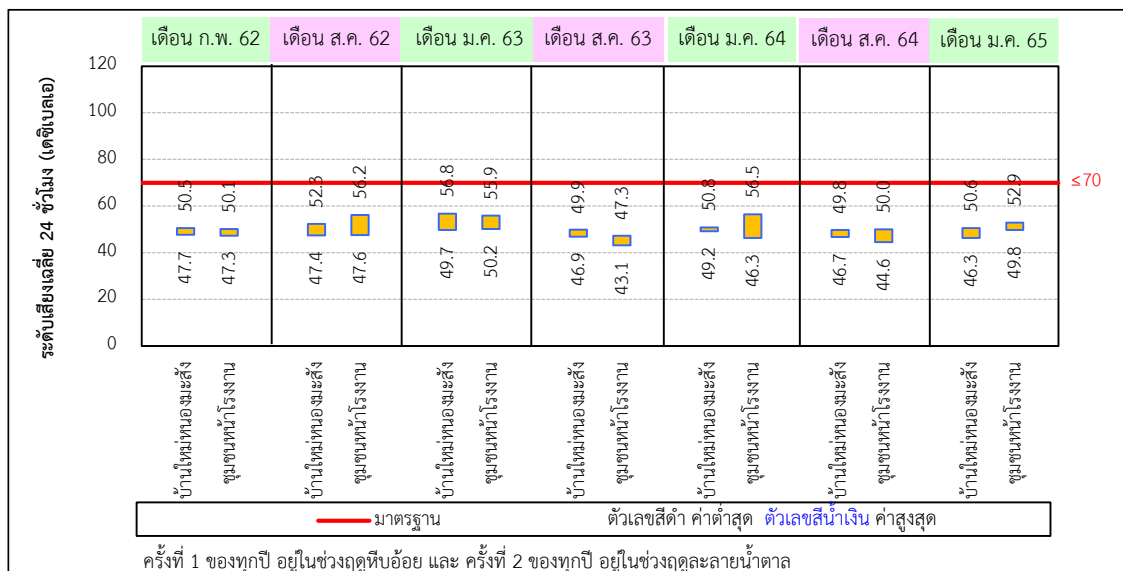 เดือน ก.พ. 62 เดือน ส.ค. 62 เดือน ม.ค. 63 เดือน ส.ค. 63 เดือน ม.ค. 64 เดือน ส.ค. 64 เดือน ม.ค. 65
ระดับเสียงเฉลี่ย 24 ชั่วโมง (เดซิเบลเอ)
120
100
80
60
40
20
0
50.5 50.1 52.3 56.2 56.8 55.9 49.9 47.3 50.8 56.5 49.8 50.0 50.6 52.9
≤70
47.7 47.3 47.4 47.6 49.7 50.2 46.9 43.1 49.2 46.3 46.7 44.6 46.3 49.8
บ้านใหม่หนองมะสัง ชุมชนหน้าโรงงาน บ้านใหม่หนองมะสัง ชุมชนหน้าโรงงาน บ้านใหม่หนองมะสัง ชุมชนหน้าโรงงาน บ้านใหม่หนองมะสัง ชุมชนหน้าโรงงาน บ้านใหม่หนองมะสัง ชุมชนหน้าโรงงาน บ้านใหม่หนองมะสัง ชุมชนหน้าโรงงาน บ้านใหม่หนองมะสัง ชุมชนหน้าโรงงาน
มาตรฐาน ตัวเลขสีดำ ค่าต่ำสุด ตัวเลขสีน้ำเงิน ค่าสูงสุด
ครั้งที่ 1 ของทุกปี อยู่ในช่วงฤดูหีบอ้อย และ ครั้งที่ 2 ของทุกปี อยู่ในช่วงฤดูละลายน้ำตาล